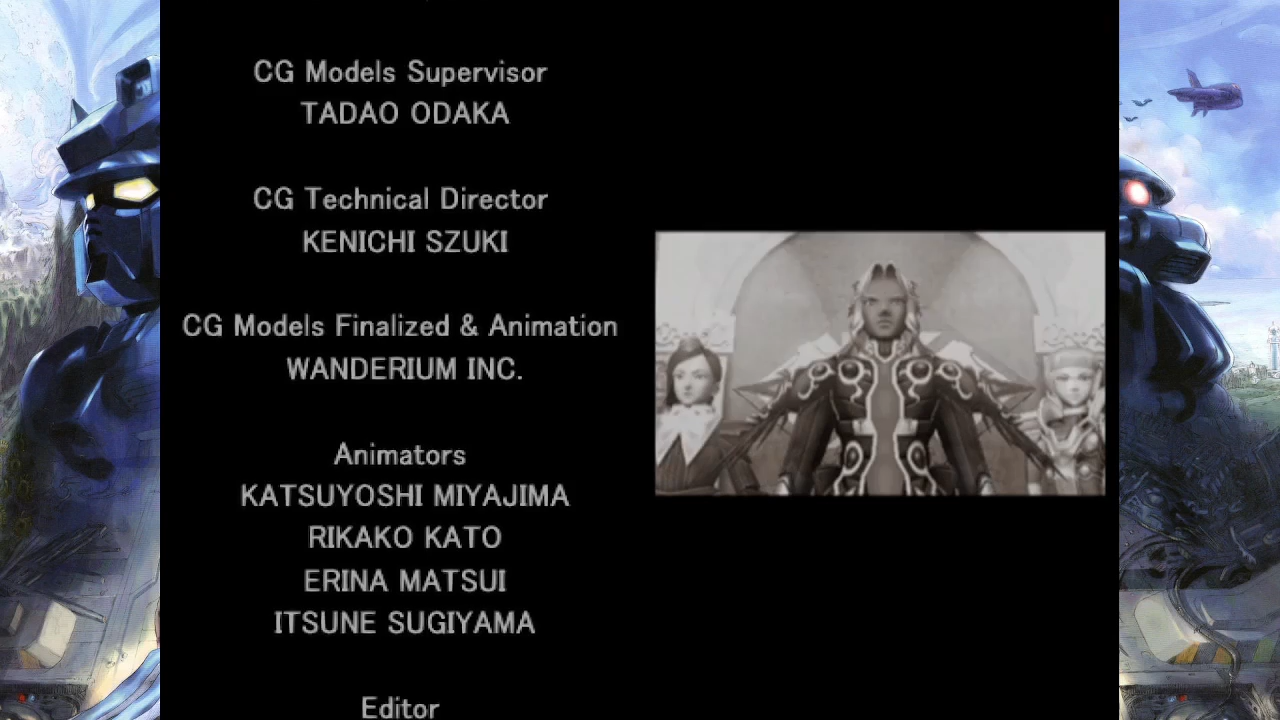 CG Models Supervisor
TADAO ODAKA
CG Technical Director
KENICHI SZUKI
CG Models Finalized & Animation
WANDERIUM INC.
Animators
KATSUYOSHI MIYAJIMA
RIKAKO KATO
ERINA MATSUI
ITSUNE SUGIYAMA
Editor